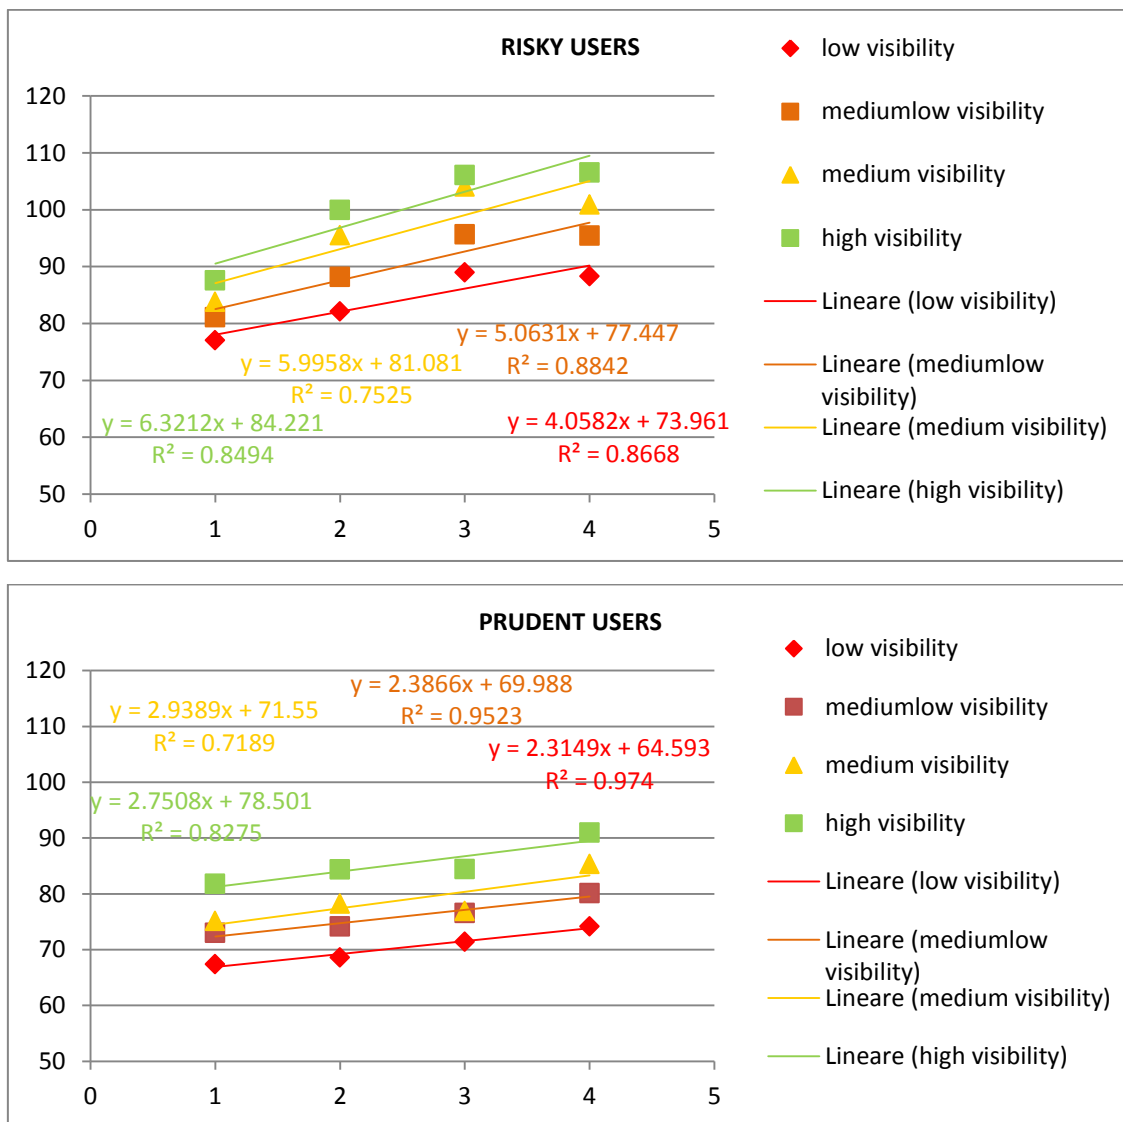 RISKY USERS
120
110
100
90
80
70
60
50
0
1
2
3
4
5
y = 5.0631x + 77.447
R² = 0.8842
y = 5.9958x + 81.081
R² = 0.7525
y = 6.3212x + 84.221
R² = 0.8494
y = 4.0582x + 73.961
R² = 0.8668
low visibility
mediumlow visibility
medium visibility
high visibility
Lineare (low visibility)
Lineare (mediumlow
visibility)
Lineare (medium visibility)
Lineare (high visibility)
PRUDENT USERS
120
110
100
90
80
70
60
50
0
1
2
3
4
5
y = 2.3866x + 69.988
R² = 0.9523
y = 2.9389x + 71.55
R² = 0.7189
y = 2.3149x + 64.593
R² = 0.974
y = 2.7508x + 78.501
R² = 0.8275
low visibility
mediumlow visibility
medium visibility
high visibility
Lineare (low visibility)
Lineare (mediumlow
visibility)
Lineare (medium visibility)
Lineare (high visibility)